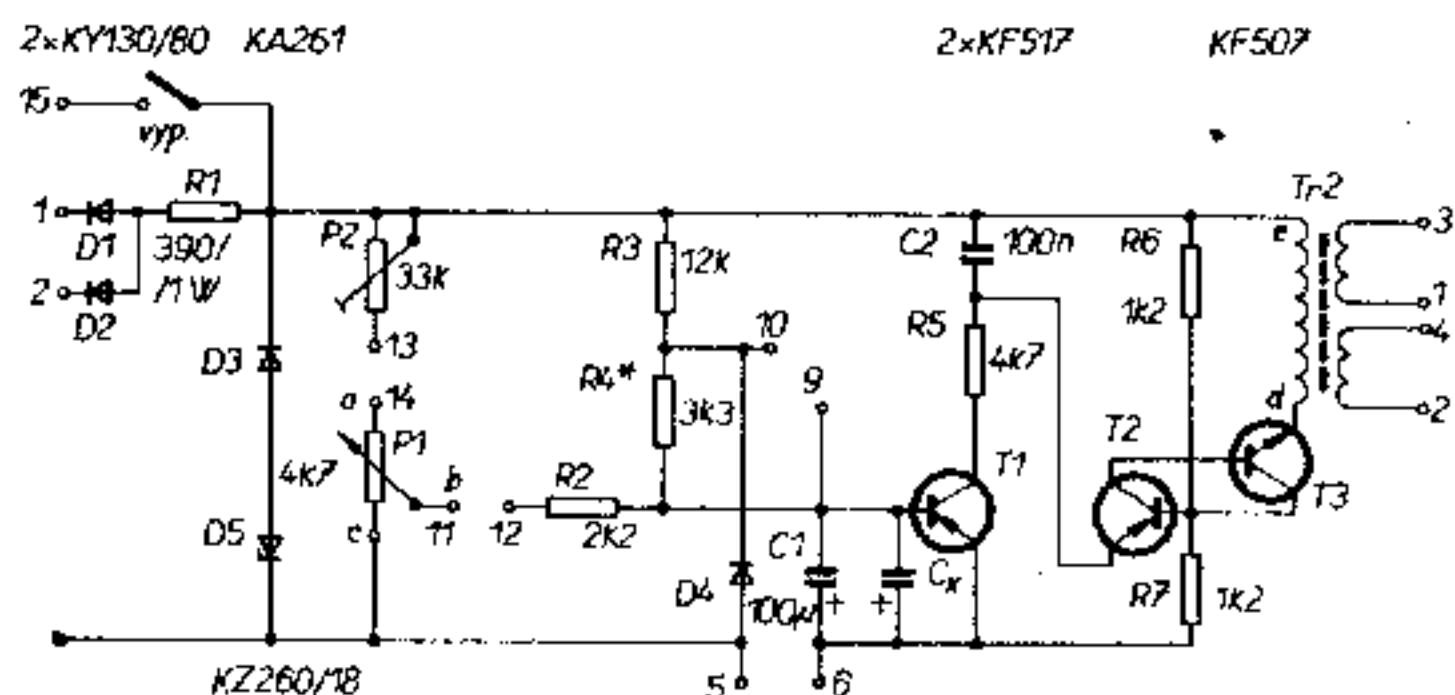 2×KY130/80 KA261 2×KF517 KF507
15 vyp.
1 R1 Tr2 3
D1 390/ P2 R3 12k C2 100n R6 e
2 /1W 33k 1k2 1
D2 10 R5 4
D3 13 R4* 4k7
a 14 3k3 9 d 2
4k7 P1 b R2 T1 T2
11 12 2k2 T3
D5 c C1 Cx
D4 100μ + + R7 1k2
KZ260/18 5 6